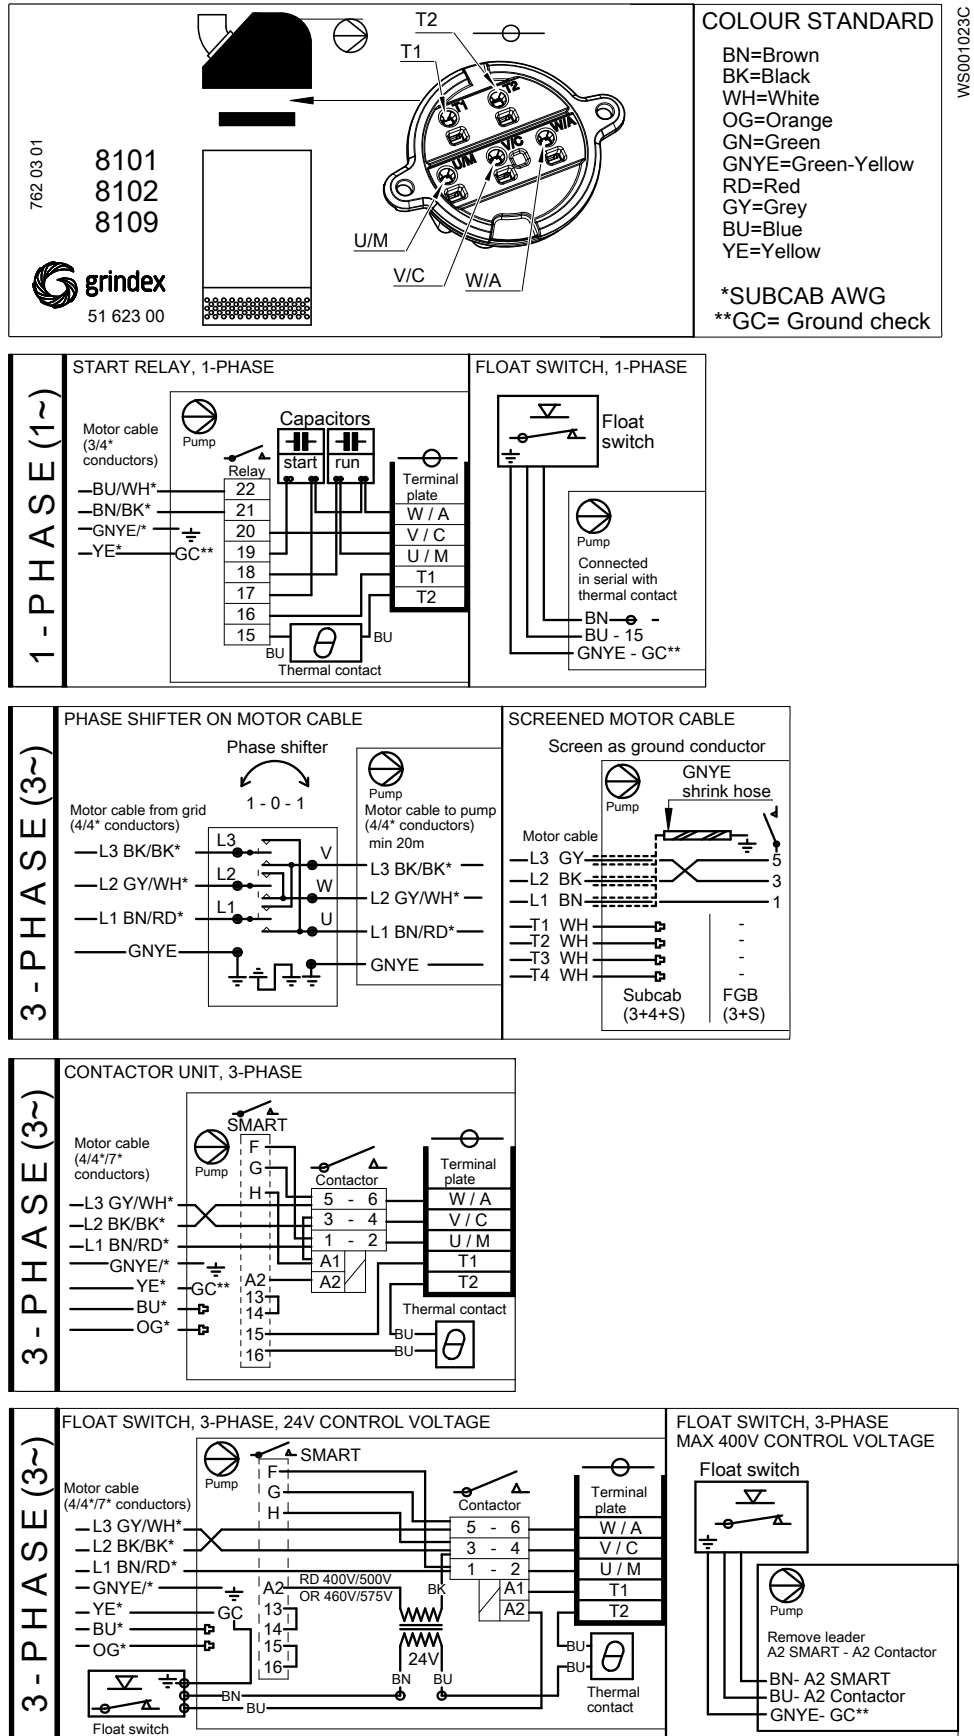 WS001023C
762 03 01
8101
8102
8109
grindex
51 623 00
T2
T1
T1
T2
U/M
V/C
W/A
U/M
V/C
W/A
COLOUR STANDARD
BN=Brown
BK=Black
WH=White
OG=Orange
GN=Green
GNYE=Green-Yellow
RD=Red
GY=Grey
BU=Blue
YE=Yellow
*SUBCAB AWG
**GC= Ground check
1 - PHASE (1~)
START RELAY, 1-PHASE
Motor cable
(3/4*
conductors)
Pump
Relay
Capacitors
start
run
Terminal
plate
BU/WH*
BN/BK*
GNYE/*
YE*
GC**
22
21
20
19
18
17
16
15
W / A
V / C
U / M
T1
T2
BU
BU
Thermal contact
FLOAT SWITCH, 1-PHASE
Float
switch
Pump
Connected
in serial with
thermal contact
BN -
BU - 15
GNYE - GC**
3 - PHASE (3~)
PHASE SHIFTER ON MOTOR CABLE
Phase shifter
1 - 0 - 1
Motor cable from grid
(4/4* conductors)
L3 BK/BK*
L2 GY/WH*
L1 BN/RD*
GNYE
L3
L2
L1
V
W
U
Pump
Motor cable to pump
(4/4* conductors)
min 20m
L3 BK/BK*
L2 GY/WH*
L1 BN/RD*
GNYE
SCREENED MOTOR CABLE
Screen as ground conductor
Pump
GNYE
shrink hose
Motor cable
L3 GY
L2 BK
L1 BN
5
3
1
T1 WH -
T2 WH -
T3 WH -
T4 WH -
Subcab
(3+4+S)
FGB
(3+S)
3 - PHASE (3~)
CONTACTOR UNIT, 3-PHASE
Motor cable
(4/4*/7*
conductors)
Pump
SMART
F
G
H
Contactor
Terminal
plate
L3 GY/WH*
L2 BK/BK*
L1 BN/RD*
GNYE/*
YE*
GC**
BU*
OG*
5 - 6
3 - 4
1 - 2
A1
A2
A2
13
14
15
16
W / A
V / C
U / M
T1
T2
Thermal contact
BU
BU
3 - PHASE (3~)
FLOAT SWITCH, 3-PHASE, 24V CONTROL VOLTAGE
Pump
SMART
F
G
H
Motor cable
(4/4*/7* conductors)
L3 GY/WH*
L2 BK/BK*
L1 BN/RD*
GNYE/*
YE*
BU*
OG*
GC
A2
13
14
15
16
RD 400V/500V
OR 460V/575V
BK
24V
BN
BU
BN
BU
Float switch
Contactor
5 - 6
3 - 4
1 - 2
A1
A2
Terminal
plate
W / A
V / C
U / M
T1
T2
BU
BU
Thermal
contact
FLOAT SWITCH, 3-PHASE
MAX 400V CONTROL VOLTAGE
Float switch
Pump
Remove leader
A2 SMART - A2 Contactor
BN- A2 SMART
BU- A2 Contactor
GNYE- GC**